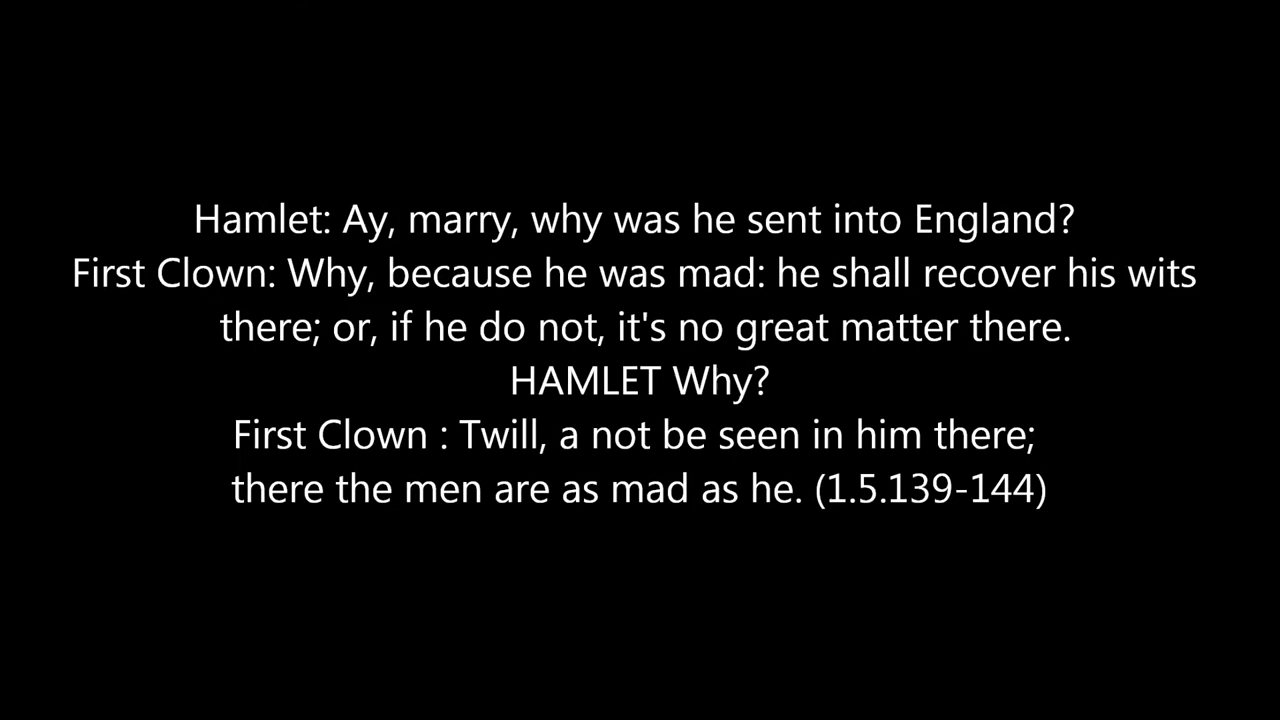 Hamlet: Ay, marry, why was he sent into England?
First Clown: Why, because he was mad: he shall recover his wits
there; or, if he do not, it's no great matter there.
HAMLET Why?
First Clown : Twill, a not be seen in him there;
there the men are as mad as he. (1.5.139-144)